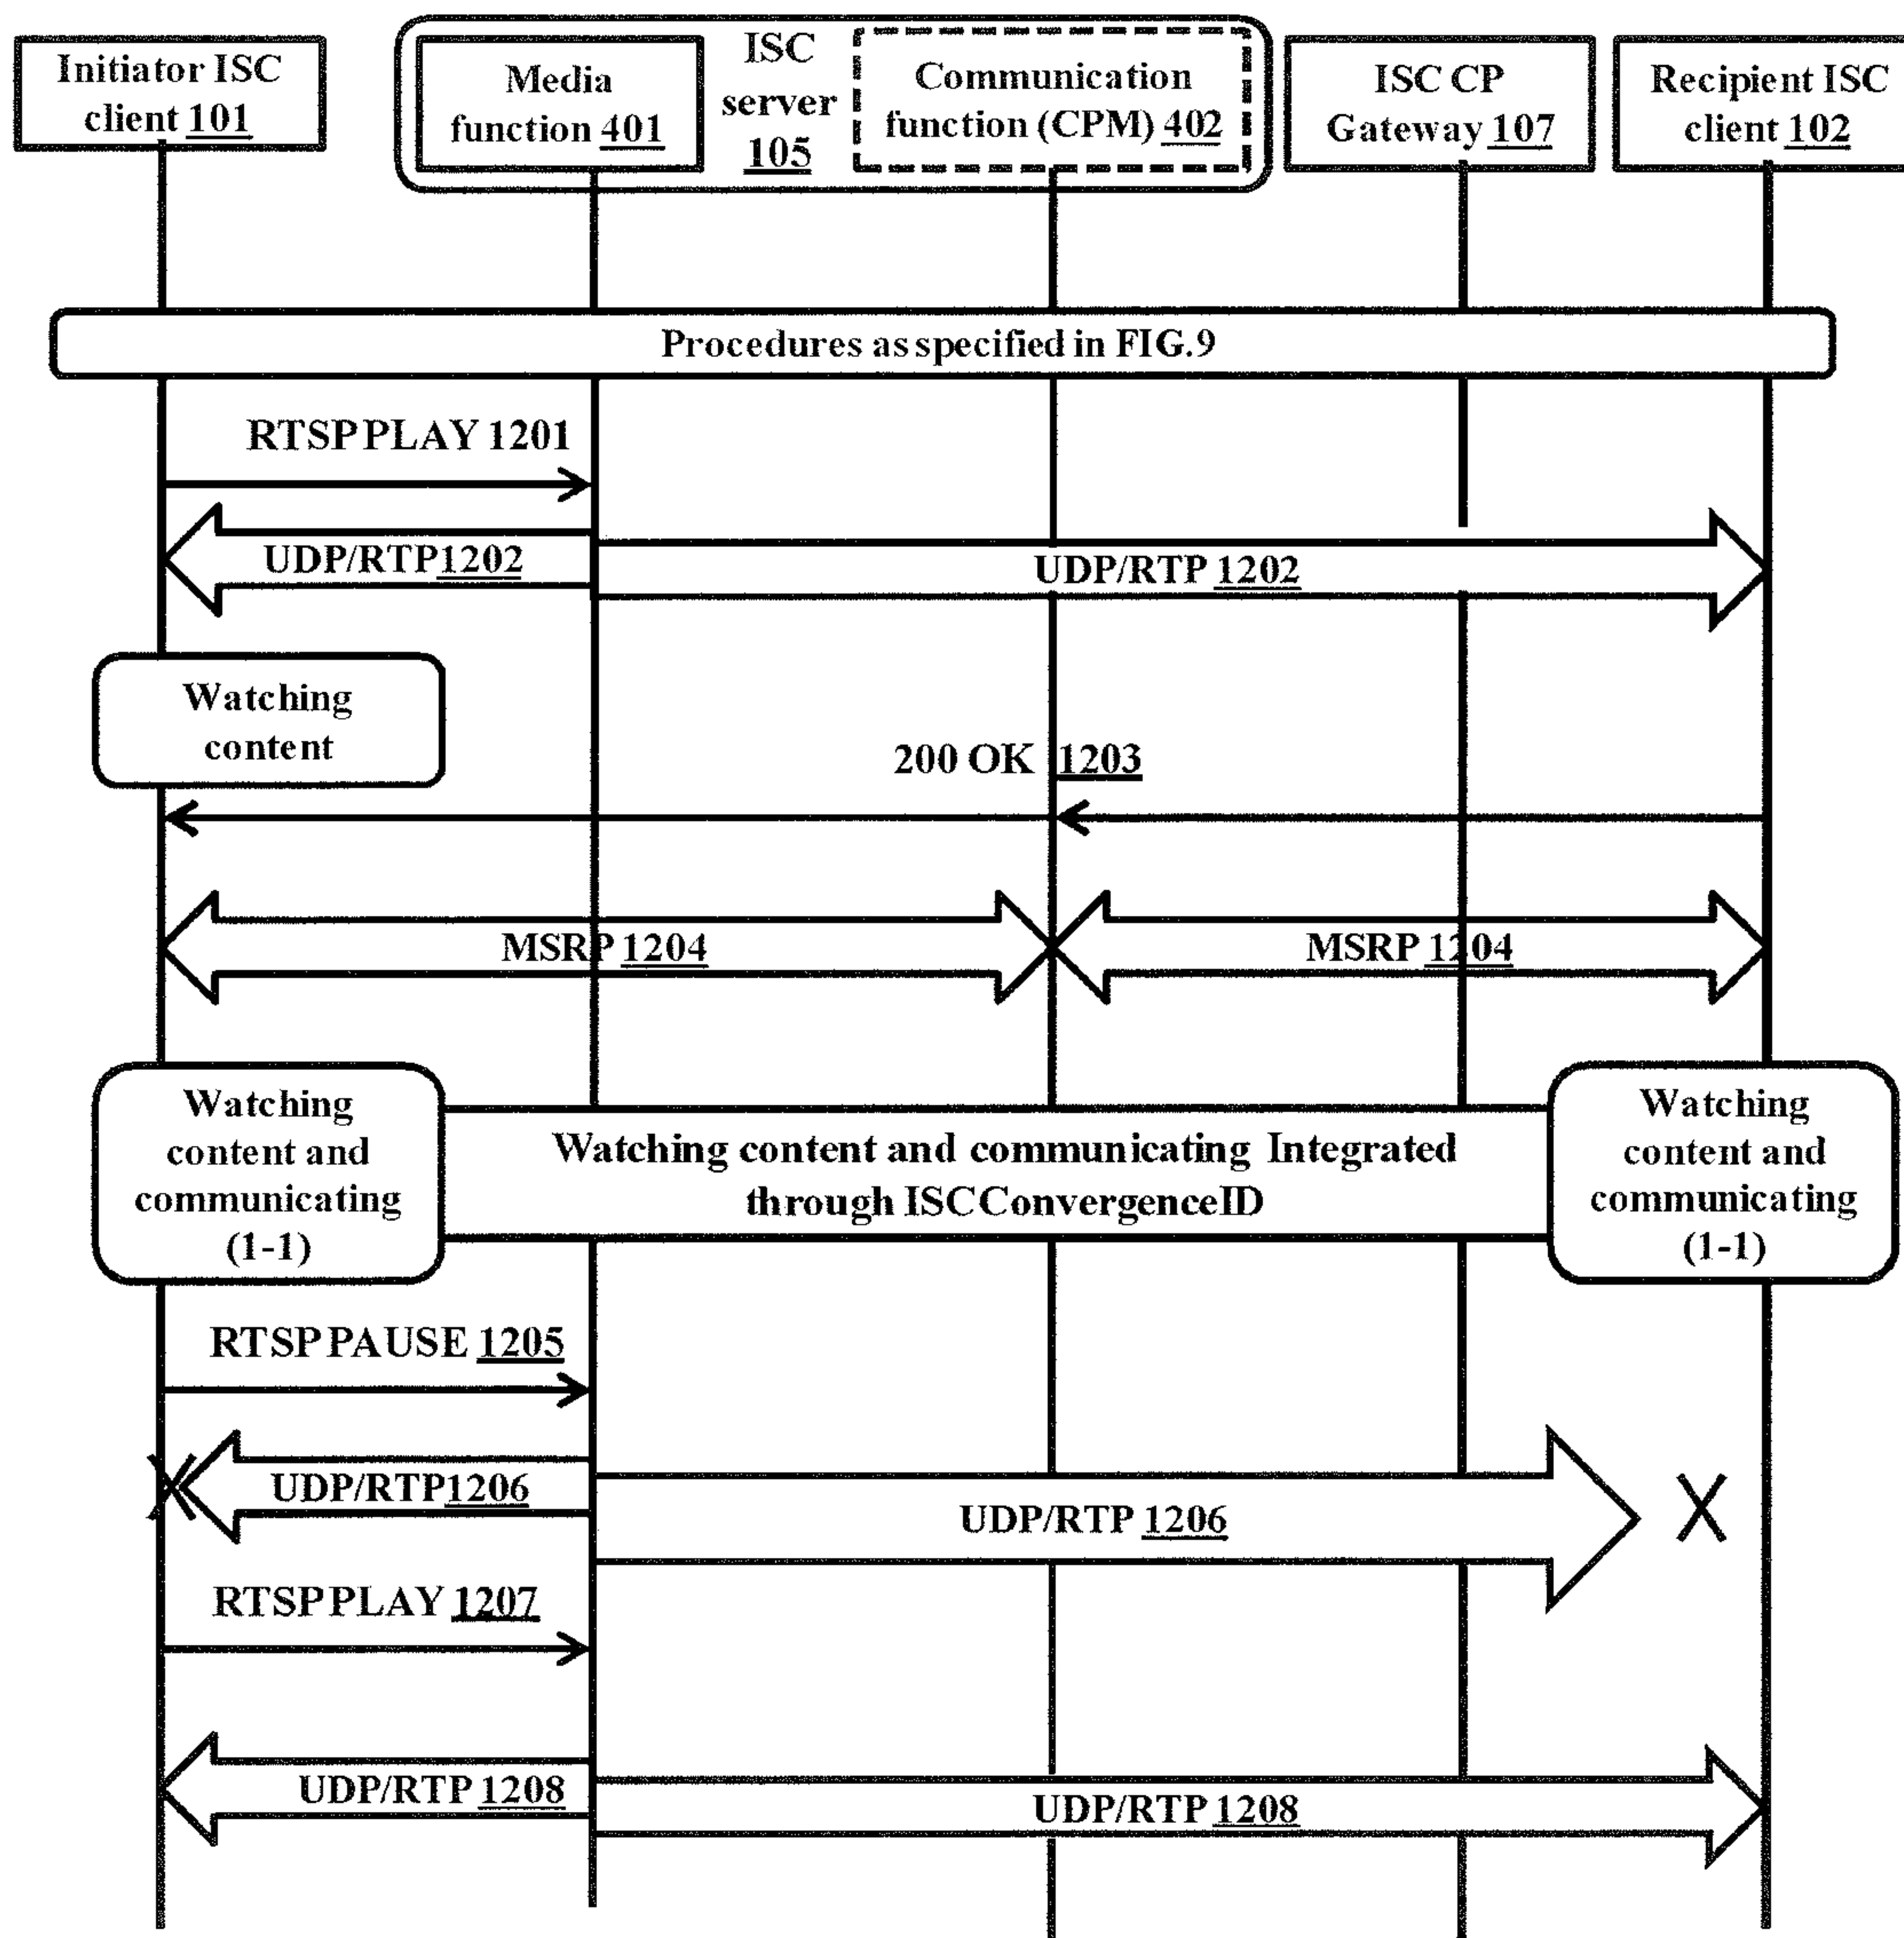 Initiator ISC
client 101
Media
function 401
ISC
server
105
Communication
function (CPM) 402
ISC CP
Gateway 107
Recipient ISC
client 102
Procedures as specified in FIG.9
RTSP PLAY 1201
UDP/RTP 1202
UDP/RTP 1202
Watching
content
200 OK 1203
MSRP 1204
MSRP 1204
Watching
content and
communicating
(1-1)
Watching content and communicating Integrated
through ISCConvergenceID
Watching
content and
communicating
(1-1)
RTSP PAUSE 1205
UDP/RTP 1206
UDP/RTP 1206
RTSP PLAY 1207
UDP/RTP 1208
UDP/RTP 1208